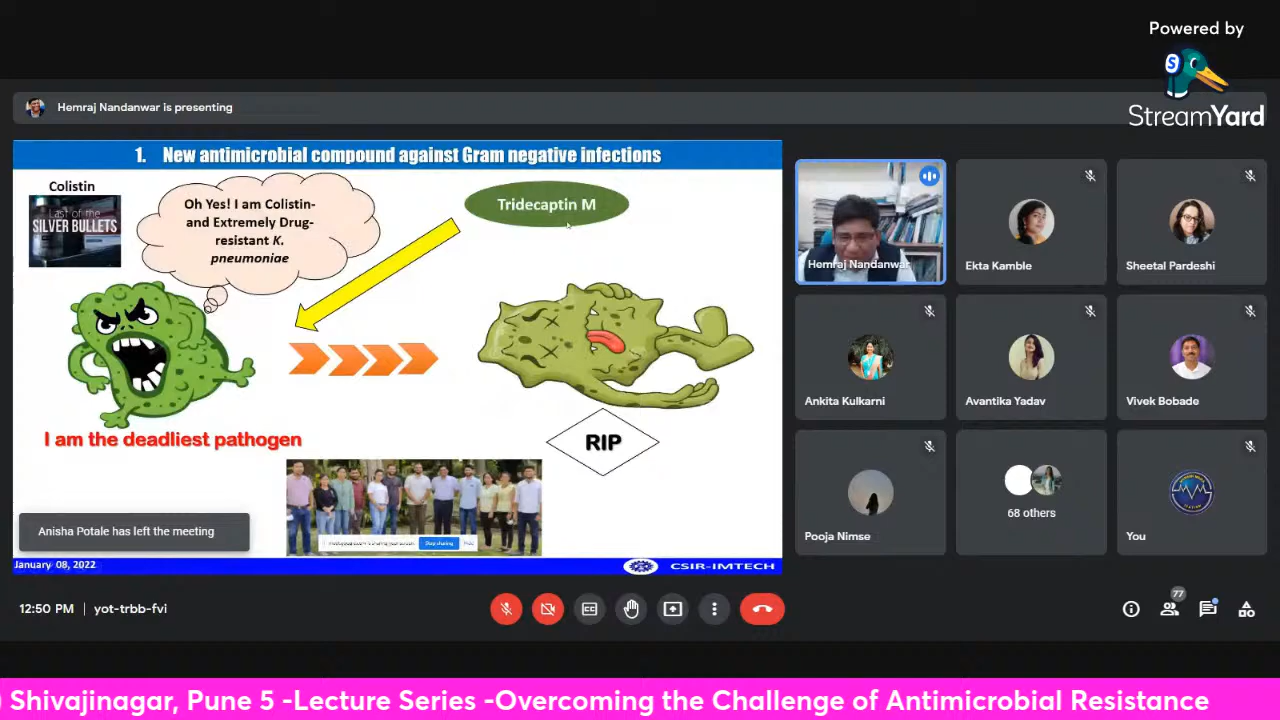 Powered by
StreamYard
Hemraj Nandanwar is presenting
1. New antimicrobial compound against Gram negative infections
Colistin
Last of the
SILVER BULLETS
Oh Yes! I am Colistin-
and Extremely Drug-
resistant K.
pneumoniae
Tridecaptin M
I am the deadliest pathogen
RIP
Stop sharing
Anisha Potale has left the meeting
January 08, 2022
CSIR-IMTECH
Hemraj Nandanwar
Ekta Kamble
Sheetal Pardeshi
Ankita Kulkarni
Avantika Yadav
Vivek Bobade
Pooja Nimse
68 others
You
12:50 PM | yot-trbb-fvi
77
) Shivajinagar, Pune 5 -Lecture Series -Overcoming the Challenge of Antimicrobial Resistance